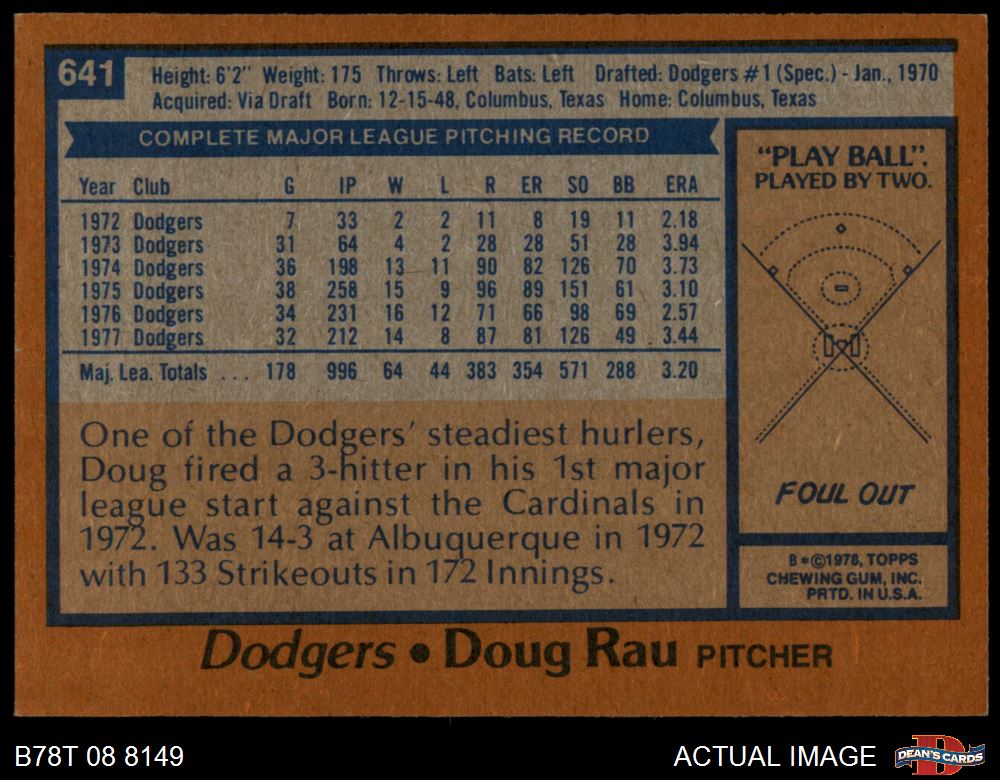 641
Height: 6'2" Weight: 175 Throws: Left Bats: Left Drafted: Dodgers #1 (Spec.) - Jan., 1970
Acquired: Via Draft Born: 12-15-48, Columbus, Texas Home: Columbus, Texas
COMPLETE MAJOR LEAGUE PITCHING RECORD
Year Club G IP W L R ER SO BB ERA
1972 Dodgers 7 33 2 2 11 8 19 11 2.18
1973 Dodgers 31 64 4 2 28 28 51 28 3.94
1974 Dodgers 36 198 13 11 90 82 126 70 3.73
1975 Dodgers 38 258 15 9 96 89 151 61 3.10
1976 Dodgers 34 231 16 12 71 66 98 69 2.57
1977 Dodgers 32 212 14 8 87 81 126 49 3.44
Maj. Lea. Totals ... 178 996 64 44 383 354 571 288 3.20
One of the Dodgers' steadiest hurlers,
Doug fired a 3-hitter in his 1st major
league start against the Cardinals in
1972. Was 14-3 at Albuquerque in 1972
with 133 Strikeouts in 172 Innings.
"PLAY BALL".
PLAYED BY TWO.
FOUL OUT
B*©1978, TOPPS
CHEWING GUM, INC.
PRTD. IN U.S.A.
Dodgers • Doug Rau PITCHER
B78T 08 8149
ACTUAL IMAGE
D
DEAN'S CARDS